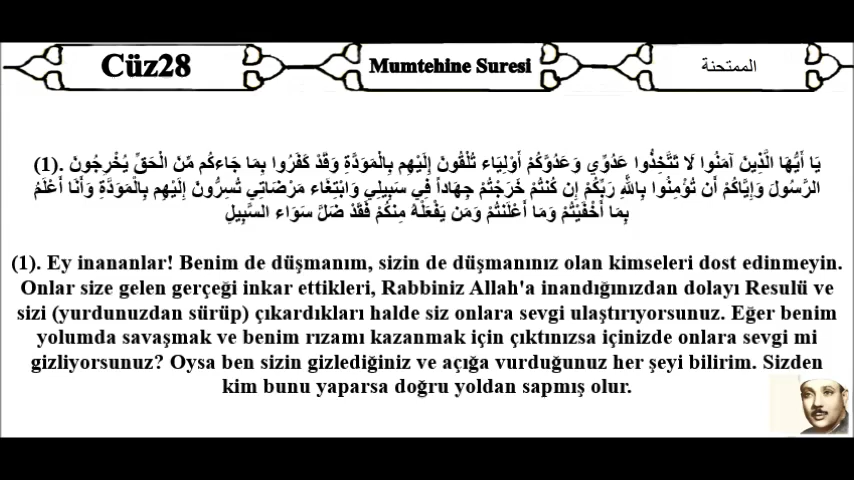 Cüz28
Mumtehine Suresi
الممتحنة
يَا أَيُّهَا الَّذِينَ آمَنُوا لَا تَتَّخِذُوا عَدُوِّي وَعَدُوَّكُمْ أَوْلِيَاء تُلْقُونَ إِلَيْهِم بِالْمَوَدَّةِ وَقَدْ كَفَرُوا بِمَا جَاءكُم مِّنَ الْحَقِّ يُخْرِجُونَ .(1)
الرَّسُولَ وَإِيَّاكُمْ أَن تُؤْمِنُوا بِاللَّهِ رَبِّكُمْ إِن كُنتُمْ خَرَجْتُمْ جِهَاداً فِي سَبِيلِي وَابْتِغَاء مَرْضَاتِي تُسِرُّونَ إِلَيْهِم بِالْمَوَدَّةِ وَأَنَا أَعْلَمُ
بِمَا أَخْفَيْتُمْ وَمَا أَعْلَنتُمْ وَمَن يَفْعَلْهُ مِنكُمْ فَقَدْ ضَلَّ سَوَاء السَّبِيلِ
(1). Ey inananlar! Benim de düşmanım, sizin de düşmanınız olan kimseleri dost edinmeyin.
Onlar size gelen gerçeği inkar ettikleri, Rabbiniz Allah'a inandığınızdan dolayı Resulü ve
sizi (yurdunuzdan sürüp) çıkardıkları halde siz onlara sevgi ulaştırıyorsunuz. Eğer benim
yolumda savaşmak ve benim rızamı kazanmak için çıktınızsa içinizde onlara sevgi mi
gizliyorsunuz? Oysa ben sizin gizlediğiniz ve açığa vurduğunuz her şeyi bilirim. Sizden
kim bunu yaparsa doğru yoldan sapmış olur.